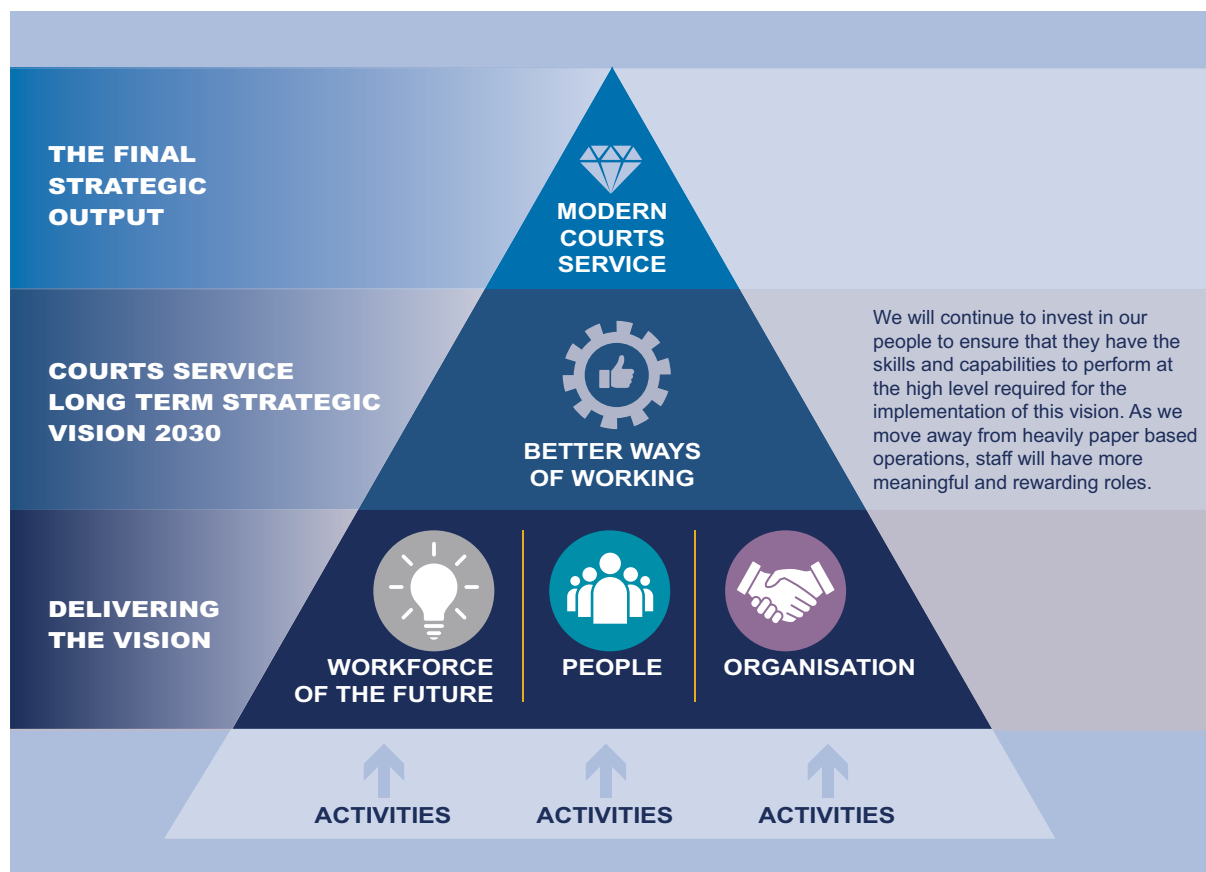 THE FINAL
STRATEGIC
OUTPUT
MODERN
COURTS
SERVICE
COURTS SERVICE
LONG TERM STRATEGIC
VISION 2030
BETTER WAYS
OF WORKING
We will continue to invest in our
people to ensure that they have the
skills and capabilities to perform at
the high level required for the
implementation of this vision. As we
move away from heavily paper based
operations, staff will have more
meaningful and rewarding roles.
DELIVERING
THE VISION
WORKFORCE
OF THE FUTURE
PEOPLE
ORGANISATION
ACTIVITIES
ACTIVITIES
ACTIVITIES